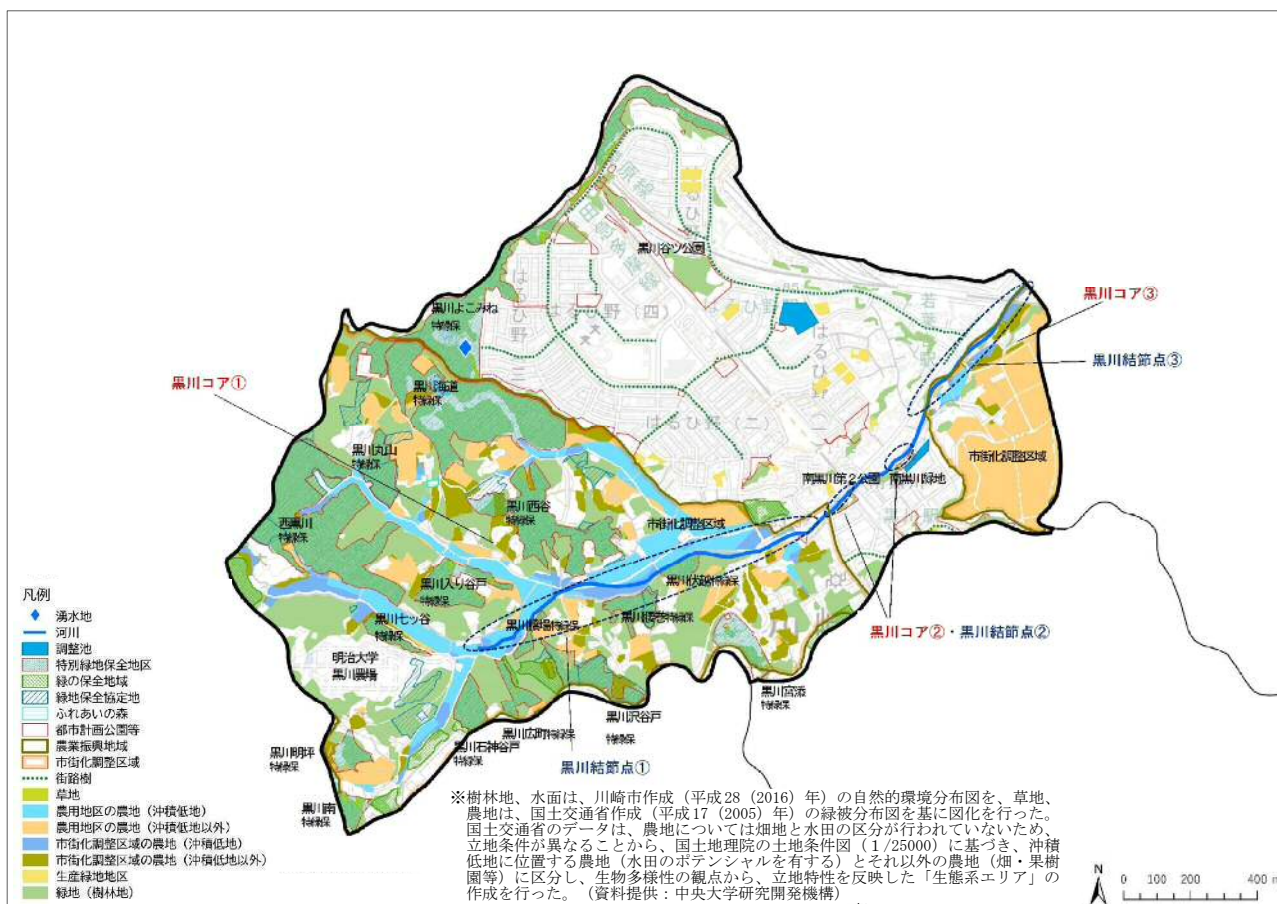 黒川谷ツ公園
黒川よこみね
特緑保
はるひ野(四)
黒川コア③
黒川結節点③
黒川コア①
黒川海道
特緑保
はるひ野(二)
黒川丸山
特緑保
市街化調整区域
南黒川第2公園
南黒川緑地
黒川西谷
特緑保
西黒川
特緑保
市街化調整区域
黒川入り谷戸
特緑保
黒川伏越特緑保
黒川七ッ谷
特緑保
黒川コア②・黒川結節点②
明治大学
黒川農場
黒川宮添
特緑保
黒川沢谷戸
特緑保
黒川広町特緑保
黒川石神谷戸
特緑保
黒川明坪
特緑保
黒川結節点①
黒川南
特緑保
凡例
湧水地
河川
調整池
特別緑地保全地区
緑の保全地域
緑地保全協定地
ふれあいの森
都市計画公園等
農業振興地域
市街化調整区域
街路樹
草地
農用地区の農地(沖積低地)
農用地区の農地(沖積低地以外)
市街化調整区域の農地(沖積低地)
市街化調整区域の農地(沖積低地以外)
生産緑地地区
緑地(樹林地)
※樹林地、水面は、川崎市作成(平成28(2016)年)の自然的環境分布図を、草地、
農地は、国土交通省作成(平成17(2005)年)の緑被分布図を基に図化を行った。
国土交通省のデータは、農地については畑地と水田の区分が行われていないため、
立地条件が異なることから、国土地理院の土地条件図(1/25000)に基づき、沖積
低地に位置する農地(水田のポテンシャルを有する)とそれ以外の農地(畑・果樹
園等)に区分し、生物多様性の観点から、立地特性を反映した「生態系エリア」の
作成を行った。(資料提供:中央大学研究開発機構)
N
0 100 200 400 m